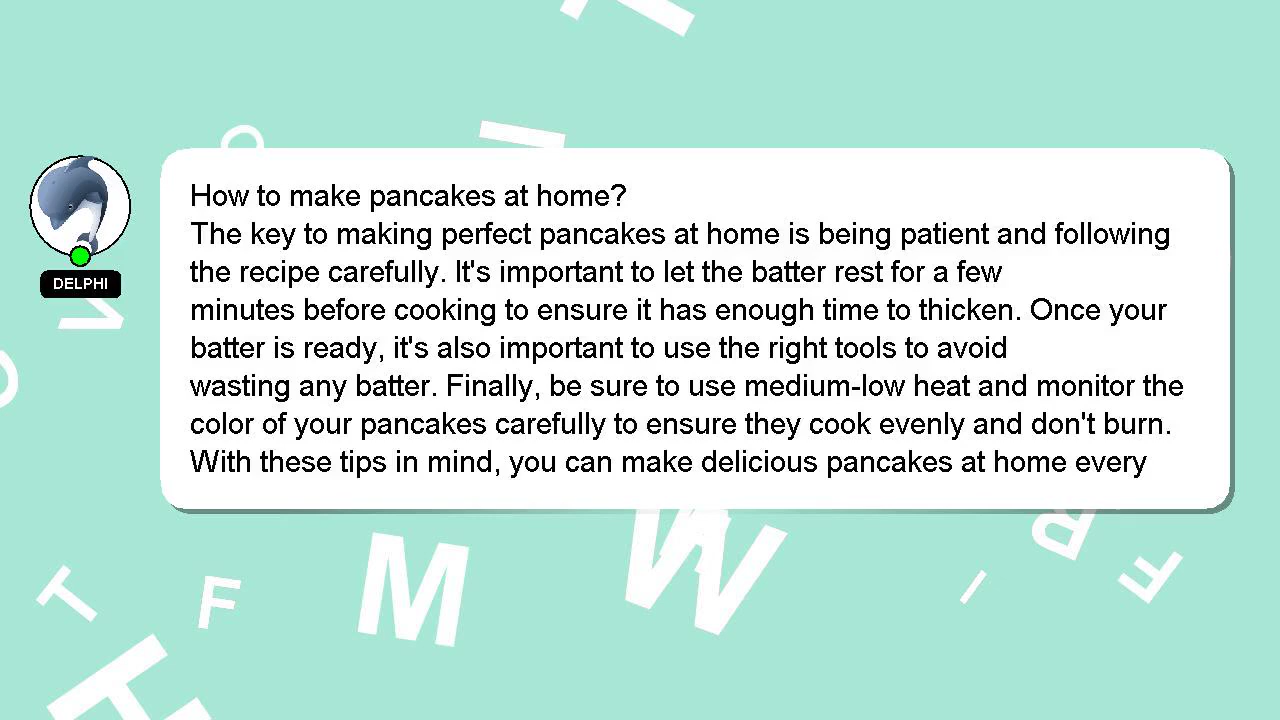 How to make pancakes at home?
The key to making perfect pancakes at home is being patient and following
the recipe carefully. It's important to let the batter rest for a few
minutes before cooking to ensure it has enough time to thicken. Once your
batter is ready, it's also important to use the right tools to avoid
wasting any batter. Finally, be sure to use medium-low heat and monitor the
color of your pancakes carefully to ensure they cook evenly and don't burn.
With these tips in mind, you can make delicious pancakes at home every
DELPHI
T
F
M
W
R
F
I
H